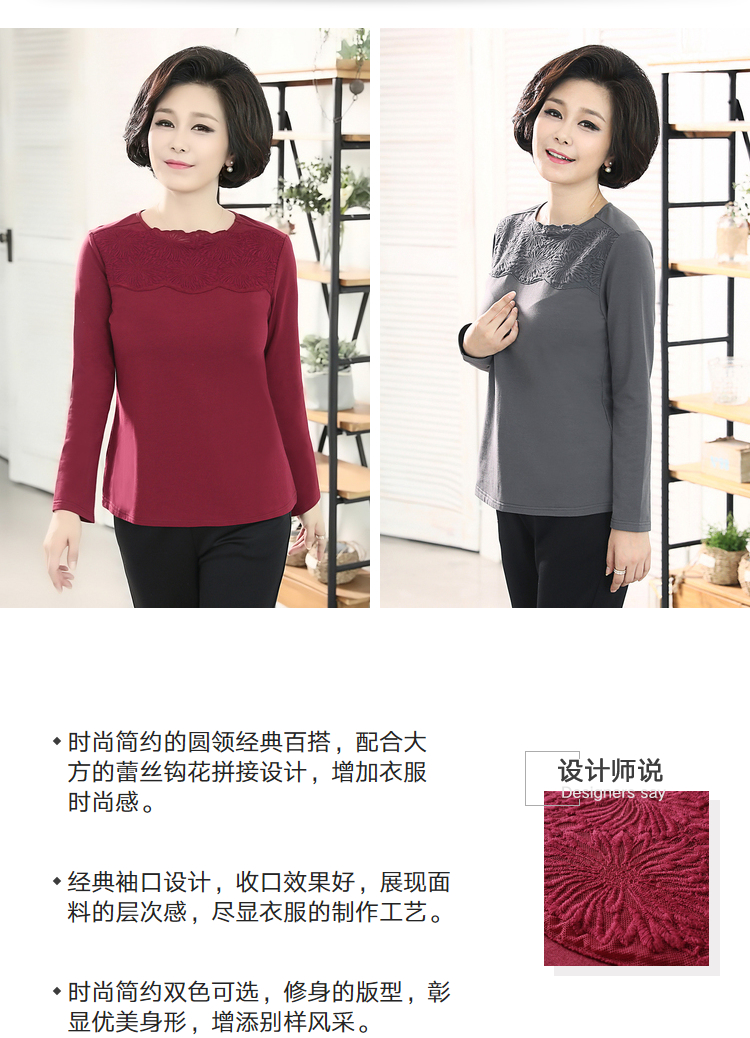 ◆时尚简约的圆领经典百搭，配合大
方的蕾丝钩花拼接设计，增加衣服
时尚感。
◆经典袖口设计，收口效果好，展现面
料的层次感，尽显衣服的制作工艺。
◆时尚简约双色可选，修身的版型，彰
显优美身形，增添别样风采。
设计师说
Designers say